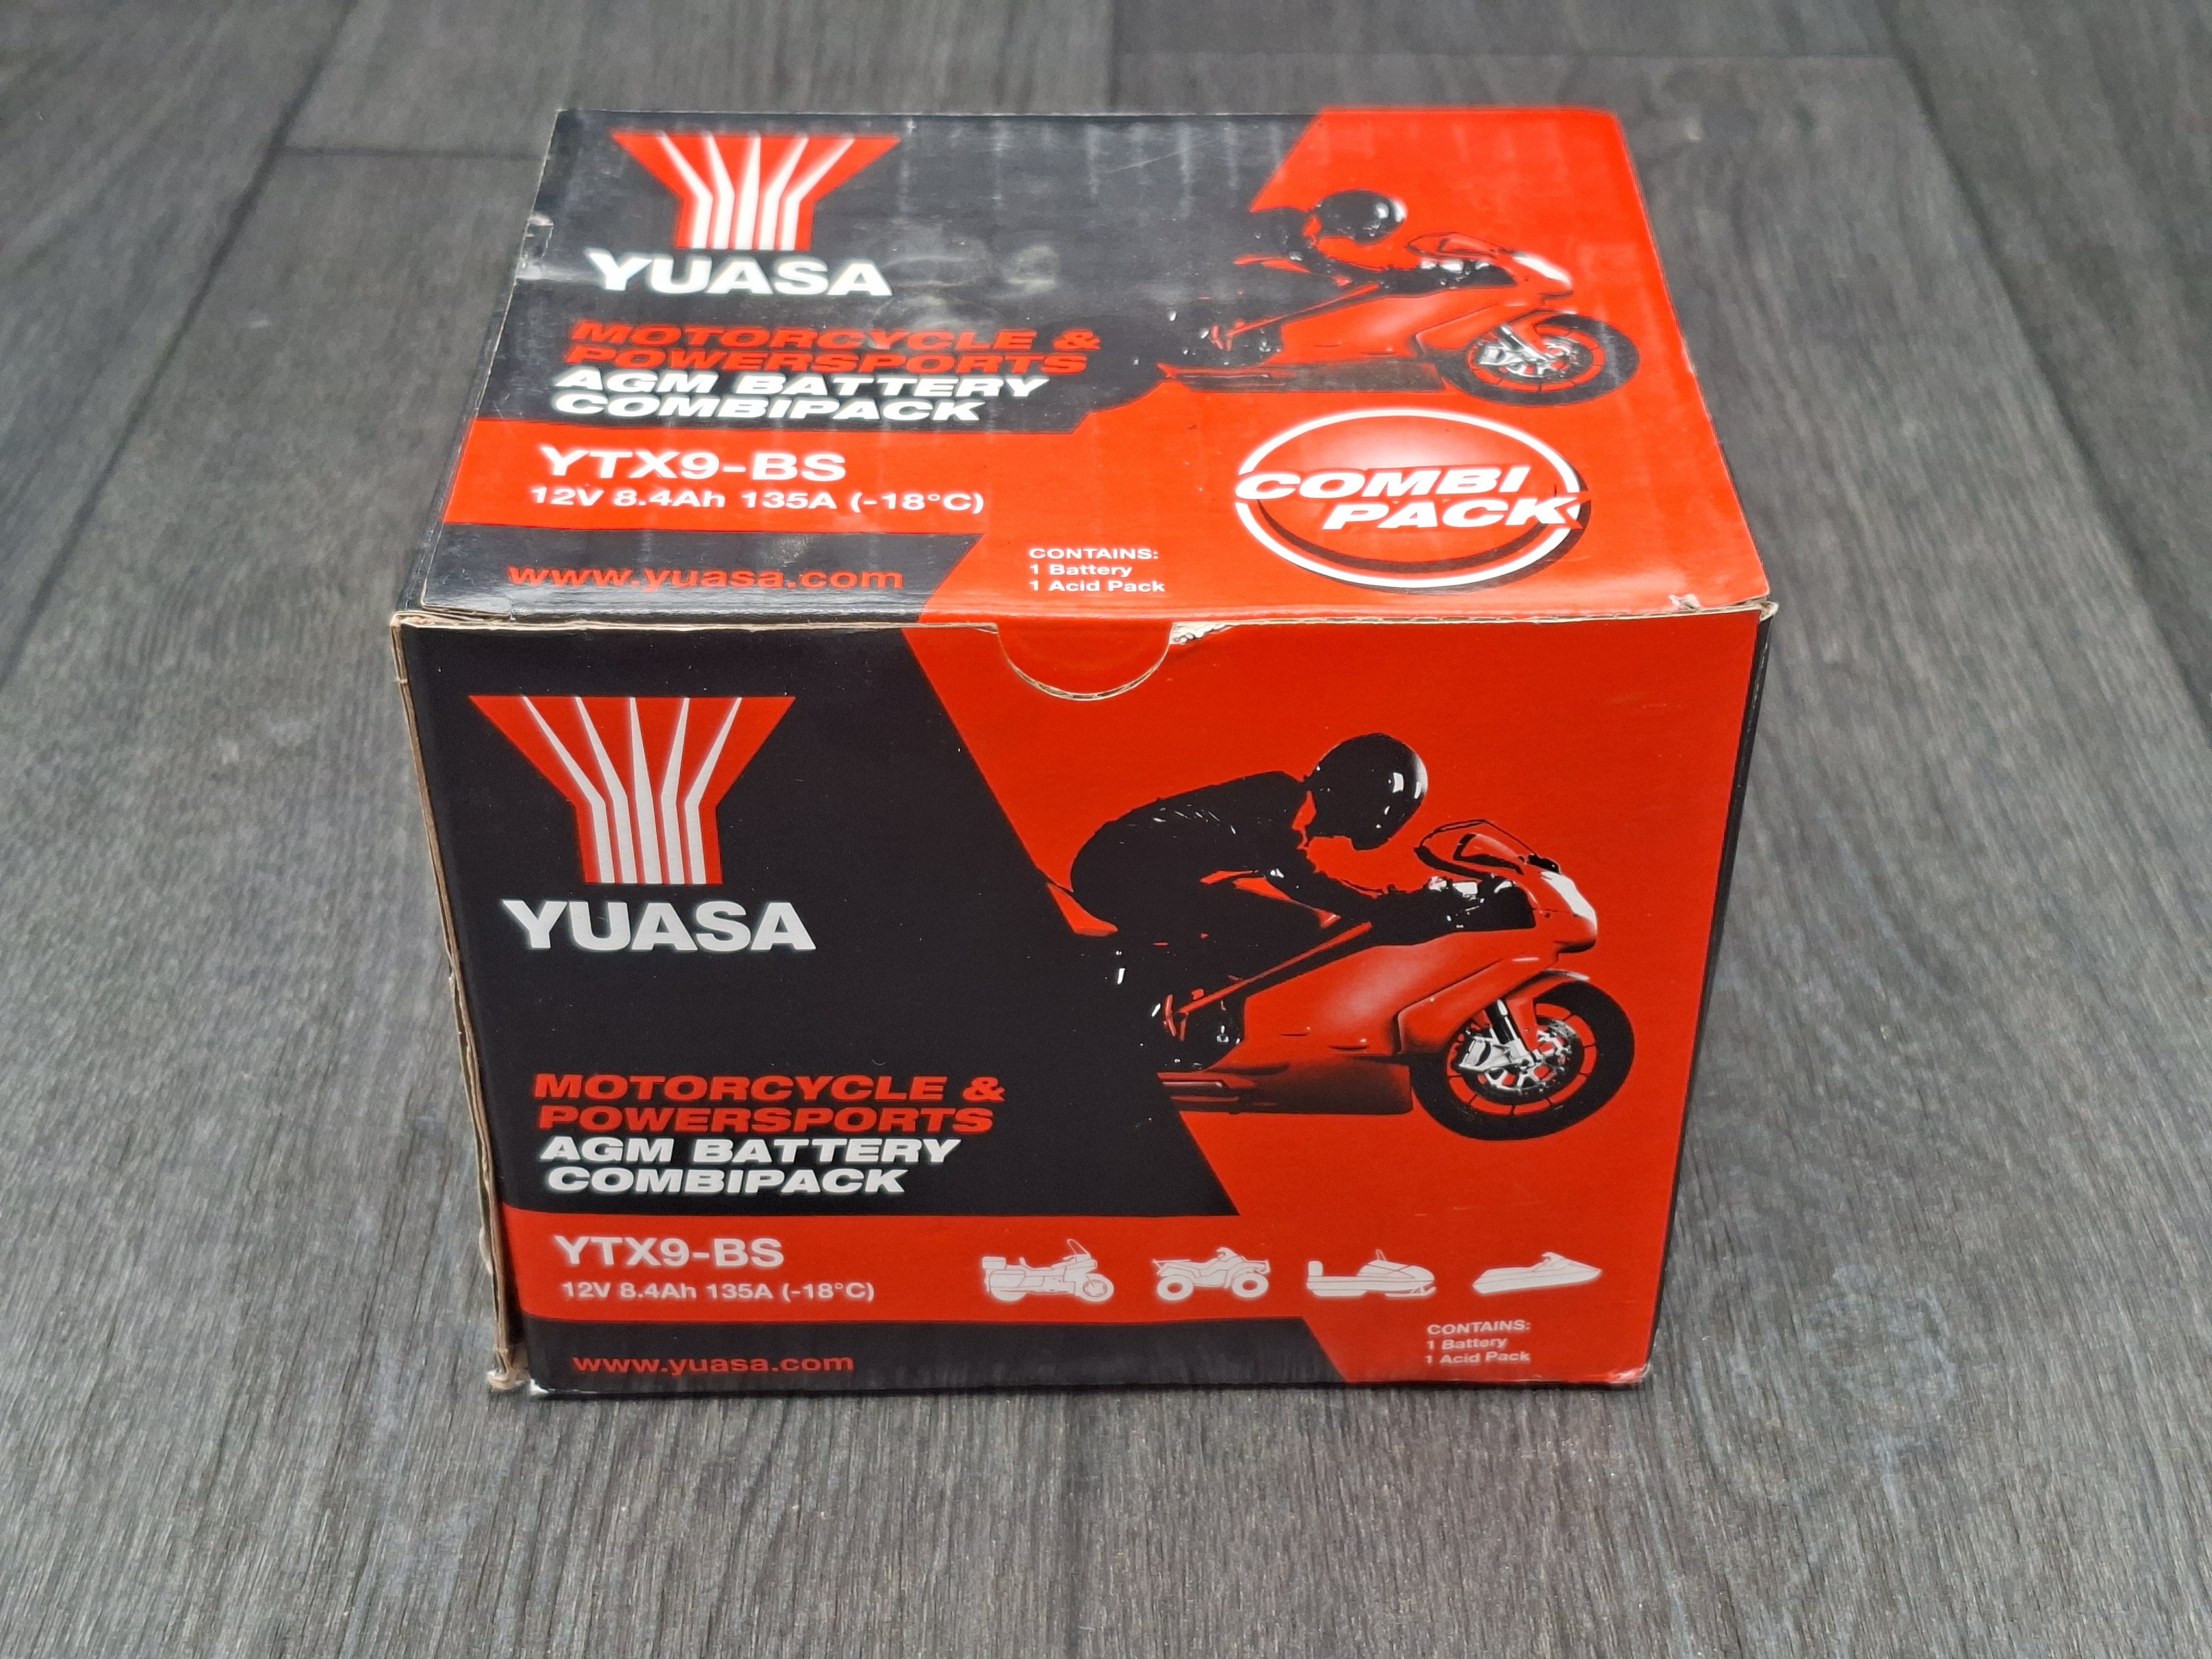 YUASA
MOTORCYCLE &
POWERSPORTS
AGM BATTERY
COMBIPACK
YTX9-BS
12V 8.4Ah 135A (-18°C)
www.yuasa.com
COMBI
PACK
CONTAINS:
1 Battery
1 Acid Pack
YUASA
MOTORCYCLE &
POWERSPORTS
AGM BATTERY
COMBIPACK
YTX9-BS
12V 8.4Ah 135A (-18°C)
www.yuasa.com
CONTAINS:
1 Battery
1 Acid Pack